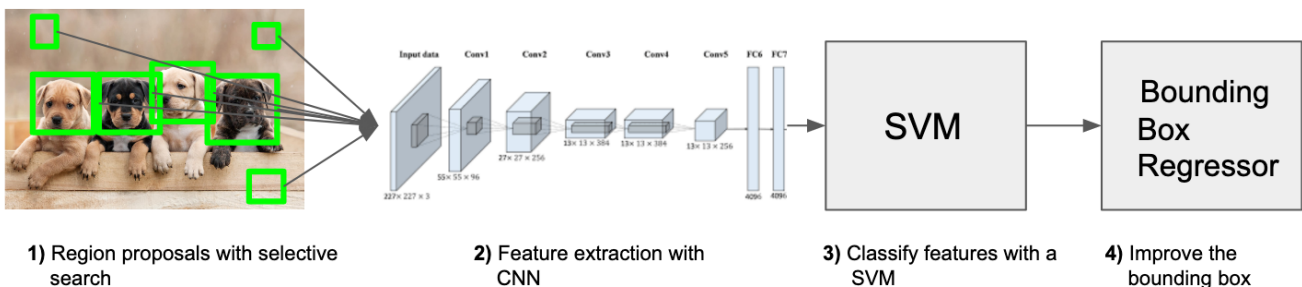 Input data Conv1 Conv2 Conv3 Conv4 Conv5 FC6 FC7
227× 227 × 3
55× 55 × 96
27× 27 × 256
13× 13 × 384
13× 13 × 384
13× 13 × 256
4096
4096
SVM
Bounding
Box
Regressor
1) Region proposals with selective
search
2) Feature extraction with
CNN
3) Classify features with a
SVM
4) Improve the
bounding box